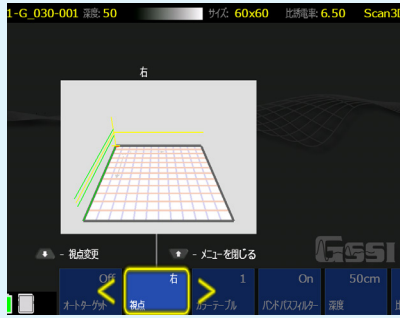 1-G_030-001 深度: 50 サイズ: 60x60 比誘電率: 6.50 Scan3D
右
GSSI
- 視点変更 - メニューを閉じる
Off 右 1 On 50cm
オートターゲット 視点 カラーテーブル バンドパスフィルター 深度